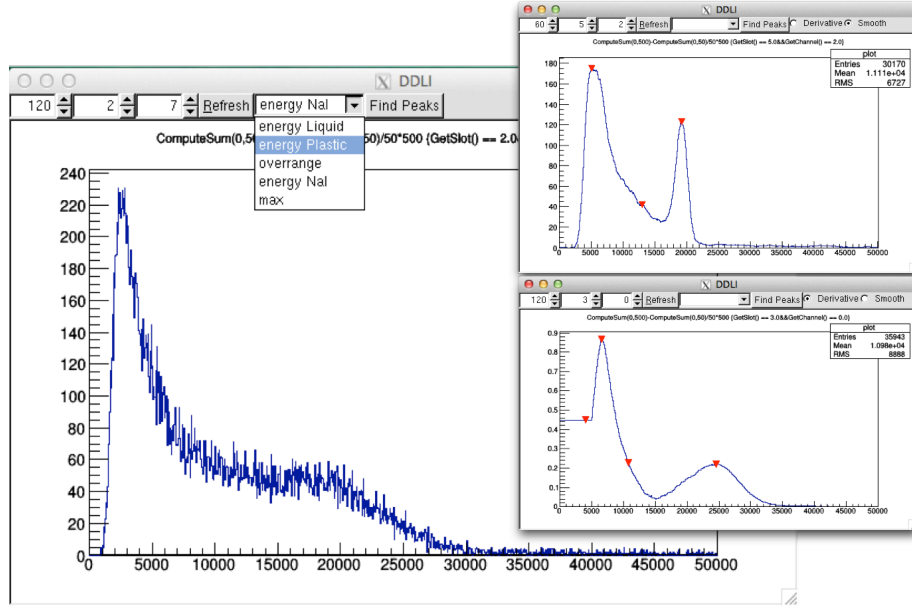 DDLI
120 2 7 Refresh energy NaI Find Peaks
energy Liquid
energy Plastic
overrange
energy NaI
max
ComputeSum(0,5 50)/50*500 {GetSlot() == 2.0
240
220
200
180
160
140
120
100
80
60
40
20
0
0 5000 10000 15000 20000 25000 30000 35000 40000 45000 50000
DDLI
60 5 2 Refresh Find Peaks Derivative Smooth
ComputeSum(0,500)-ComputeSum(0,50)/50*500 {GetSlot() == 5.0&&GetChannel() == 2.0}
plot
Entries 30170
Mean 1.111e+04
RMS 6727
180
160
140
120
100
80
60
40
20
0
0 5000 10000 15000 20000 25000 30000 35000 40000 45000 50000
DDLI
120 3 0 Refresh Find Peaks Derivative Smooth
ComputeSum(0,500)-ComputeSum(0,50)/50*500 {GetSlot() == 3.0&&GetChannel() == 0.0}
plot
Entries 35943
Mean 1.098e+04
RMS 8888
0.9
0.8
0.7
0.6
0.5
0.4
0.3
0.2
0.1
0
0 5000 10000 15000 20000 25000 30000 35000 40000 45000 50000